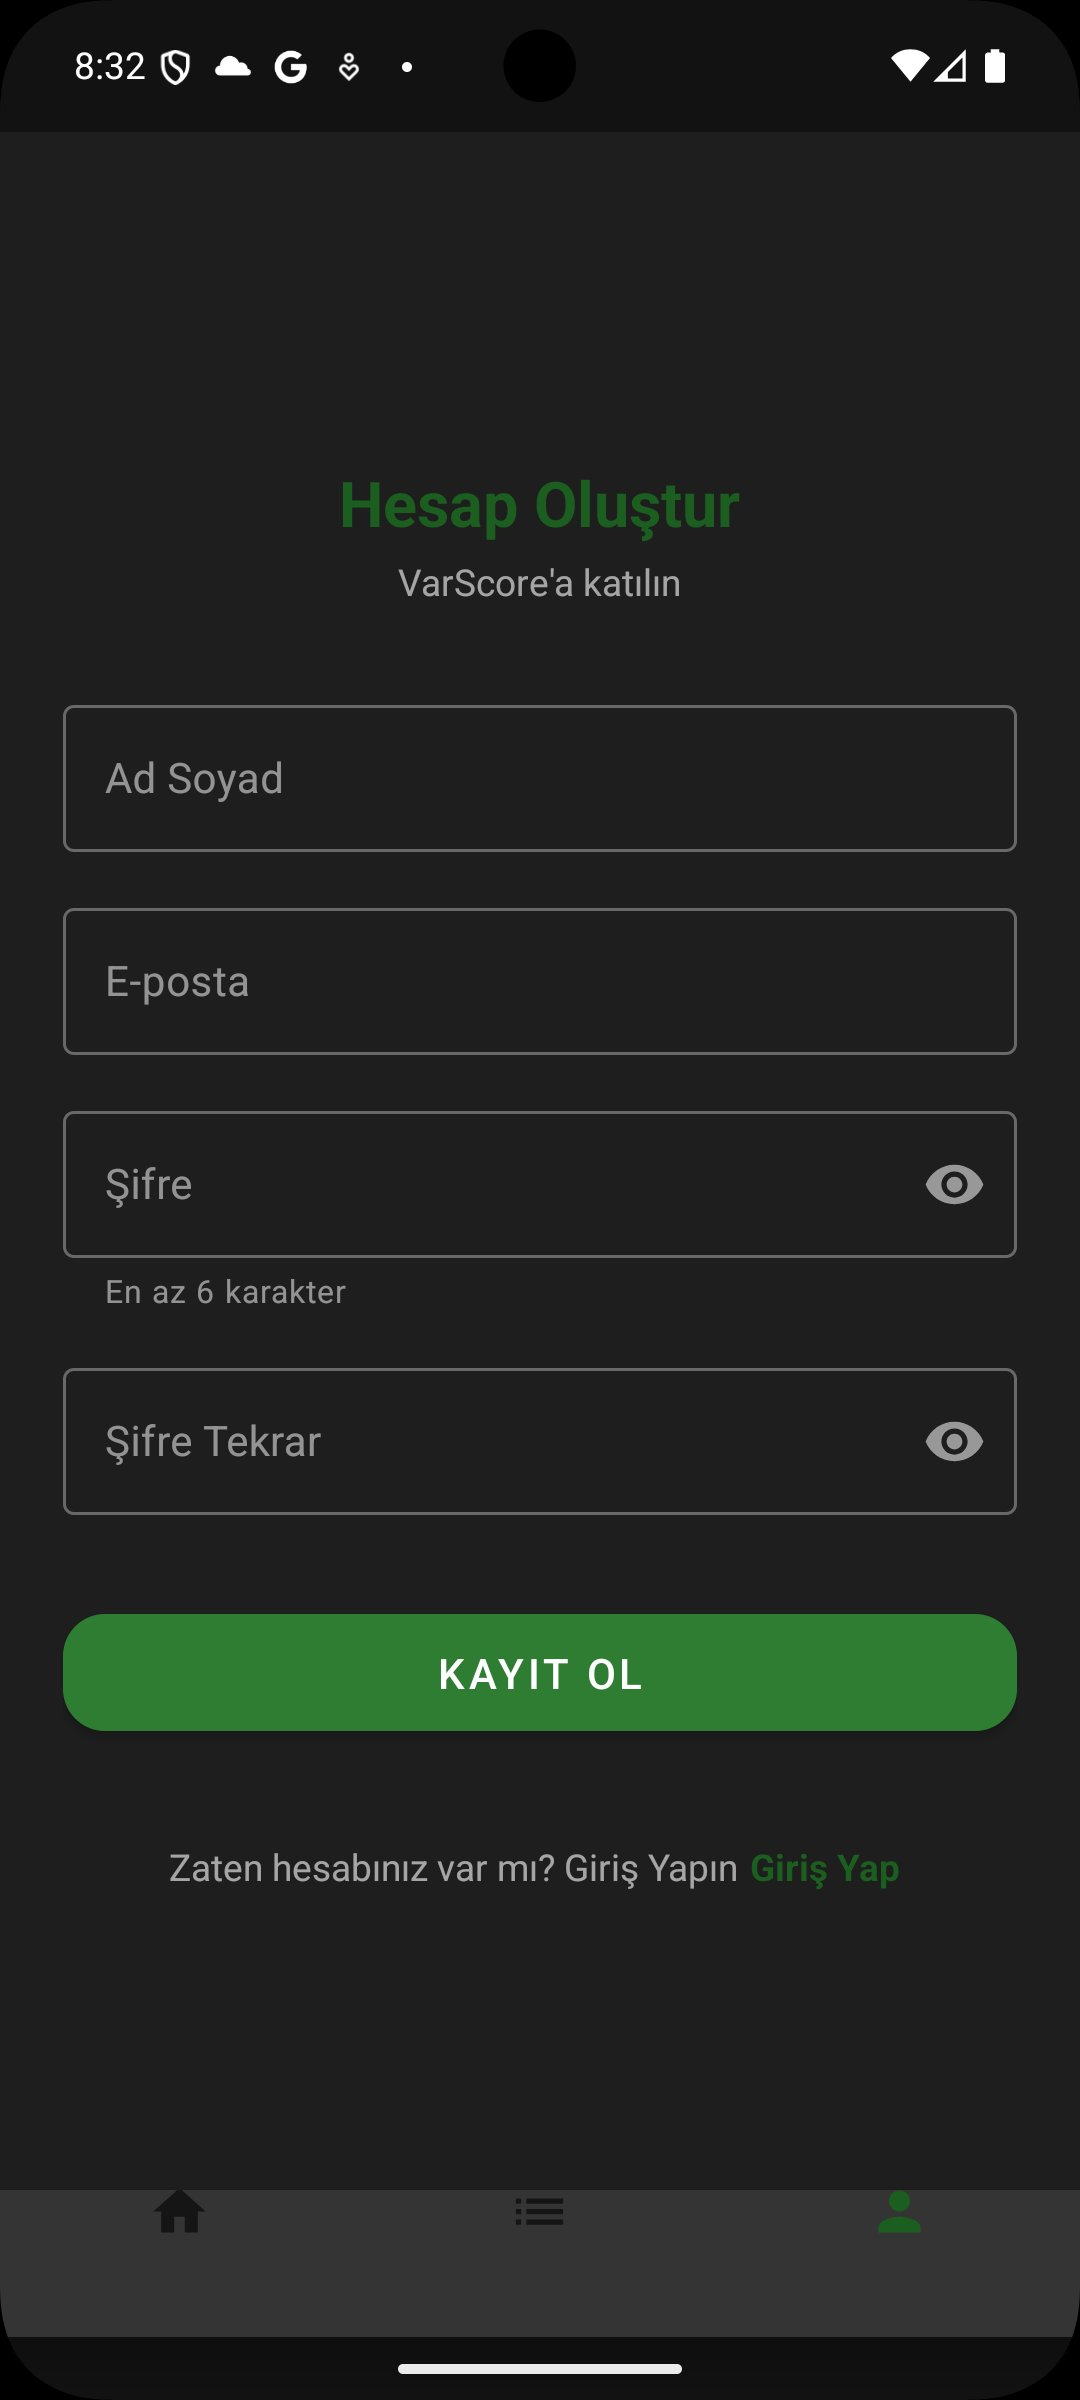 8:32
Hesap Oluştur
VarScore'a katılın
Ad Soyad
E-posta
Şifre
En az 6 karakter
Şifre Tekrar
KAYIT OL
Zaten hesabınız var mı? Giriş Yapın Giriş Yap